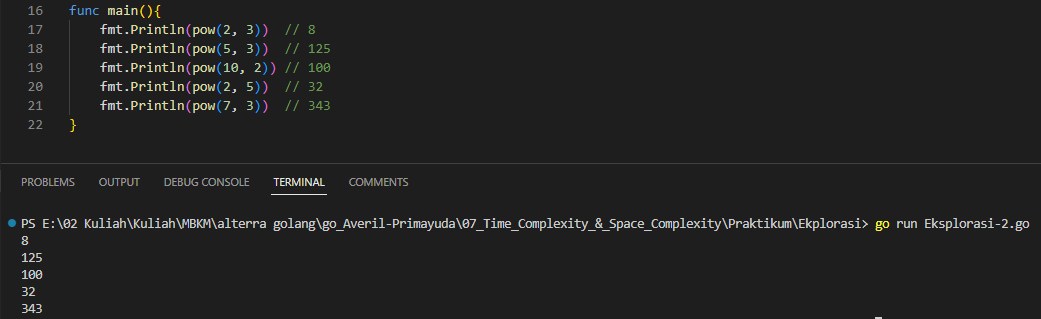 16 func main(){
17     fmt.Println(pow(2, 3))  // 8
18     fmt.Println(pow(5, 3))  // 125
19     fmt.Println(pow(10, 2)) // 100
20     fmt.Println(pow(2, 5))  // 32
21     fmt.Println(pow(7, 3))  // 343
22 }
PROBLEMS OUTPUT DEBUG CONSOLE TERMINAL COMMENTS
PS E:\02 Kuliah\Kuliah\MBKM\alterra golang\go_Averil-Primayuda\07_Time_Complexity_&_Space_Complexity\Praktikum\Ekplorasi> go run Eksplorasi-2.go
8
125
100
32
343